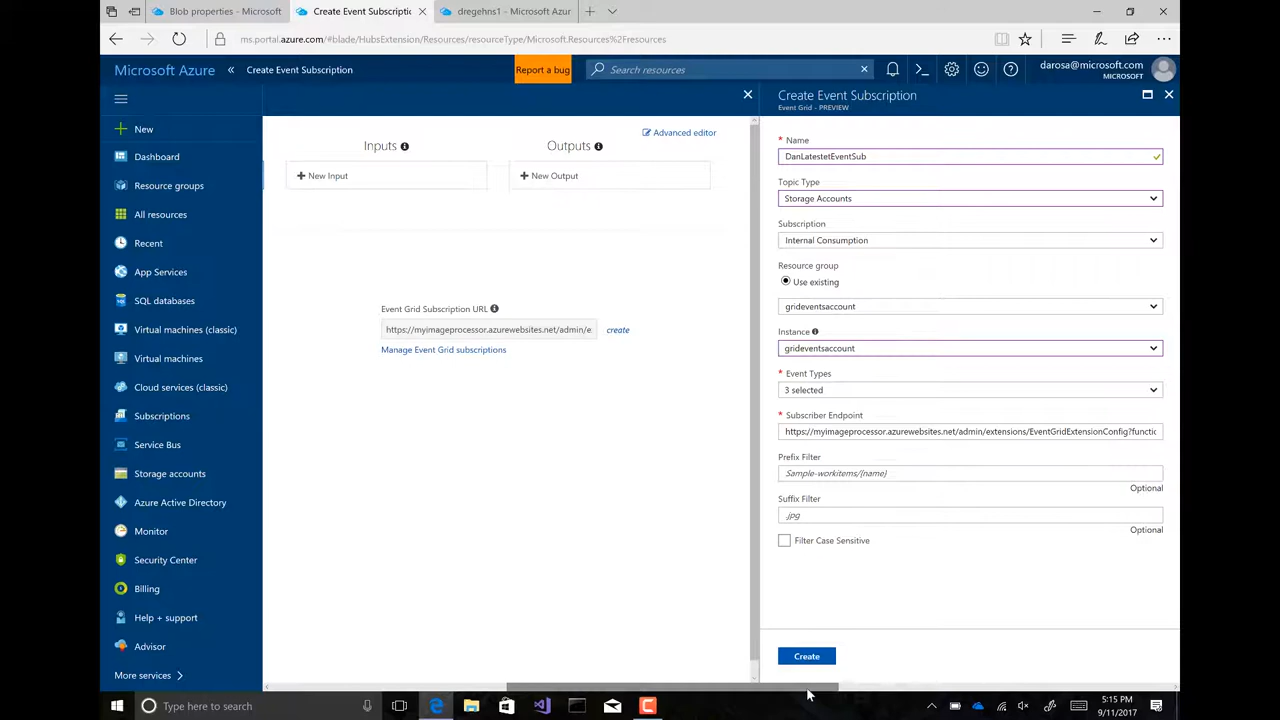 Blob properties - Microsoft
Create Event Subscriptic
dregehns1 - Microsoft Azur
ms.portal.azure.com/#blade/HubsExtension/Resources/resourceType/Microsoft.Resources%2Fresources
Microsoft Azure
Create Event Subscription
Report a bug
Search resources
darosa@microsoft.com
MICROSOFT
New
Dashboard
Resource groups
All resources
Recent
App Services
SQL databases
Virtual machines (classic)
Virtual machines
Cloud services (classic)
Subscriptions
Service Bus
Storage accounts
Azure Active Directory
Monitor
Security Center
Billing
Help + support
Advisor
More services
Advanced editor
Inputs
Outputs
New Input
New Output
Event Grid Subscription URL
https://myimageprocessor.azurewebsites.net/admin/e
create
Manage Event Grid subscriptions
Create Event Subscription
Event Grid - PREVIEW
* Name
DanLatestetEventSub
Topic Type
Storage Accounts
Subscription
Internal Consumption
Resource group
Use existing
grideventsaccount
Instance
grideventsaccount
* Event Types
3 selected
* Subscriber Endpoint
https://myimageprocessor.azurewebsites.net/admin/extensions/EventGridExtensionConfig?functic
Prefix Filter
Sample-workitems/{name}
Optional
Suffix Filter
.jpg
Optional
Filter Case Sensitive
Create
Type here to search
5:15 PM
9/11/2017